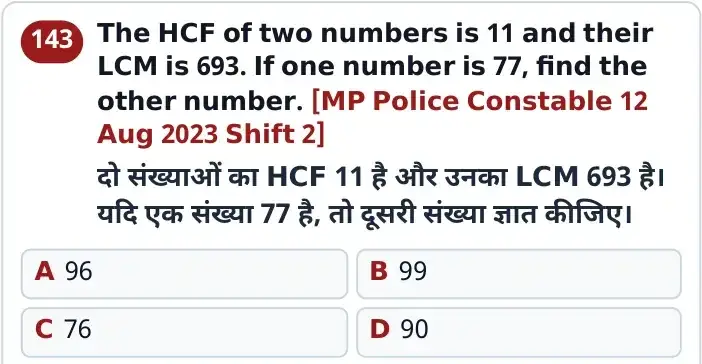 143 The HCF of two numbers is 11 and their
LCM is 693. If one number is 77, find the
other number. [MP Police Constable 12
Aug 2023 Shift 2]
दो संख्याओं का HCF 11 है और उनका LCM 693 है।
यदि एक संख्या 77 है, तो दूसरी संख्या ज्ञात कीजिए।
A 96
B 99
C 76
D 90